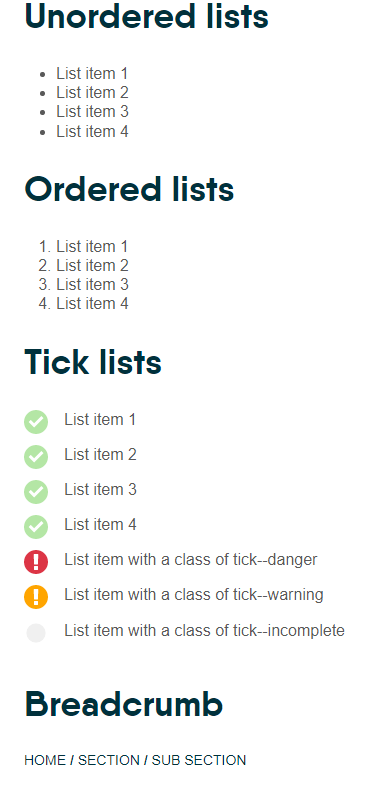 Unordered lists
• List item 1
• List item 2
• List item 3
• List item 4
Ordered lists
1. List item 1
2. List item 2
3. List item 3
4. List item 4
Tick lists
List item 1
List item 2
List item 3
List item 4
List item with a class of tick--danger
List item with a class of tick--warning
List item with a class of tick--incomplete
Breadcrumb
HOME / SECTION / SUB SECTION